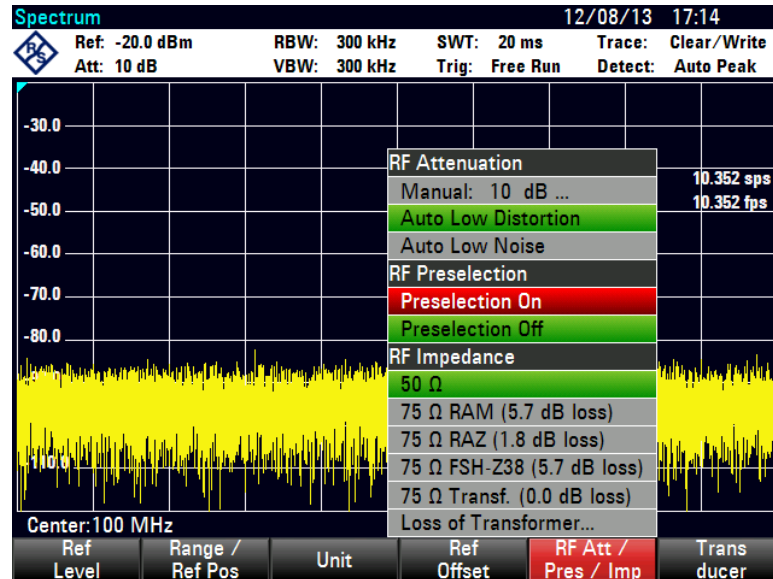 Spectrum 12/08/13 17:14
Ref: -20.0 dBm RBW: 300 kHz SWT: 20 ms Trace: Clear/Write
Att: 10 dB VBW: 300 kHz Trig: Free Run Detect: Auto Peak
-30.0
-40.0
-50.0
-60.0
-70.0
-80.0
10.352 sps
10.352 fps
RF Attenuation
Manual: 10 dB ...
Auto Low Distortion
Auto Low Noise
RF Preselection
Preselection On
Preselection Off
RF Impedance
50 Ω
75 Ω RAM (5.7 dB loss)
75 Ω RAZ (1.8 dB loss)
75 Ω FSH-Z38 (5.7 dB loss)
75 Ω Transf. (0.0 dB loss)
Loss of Transformer...
Center:100 MHz
Ref Level
Range / Ref Pos
Unit
Ref Offset
RF Att / Pres / Imp
Trans ducer